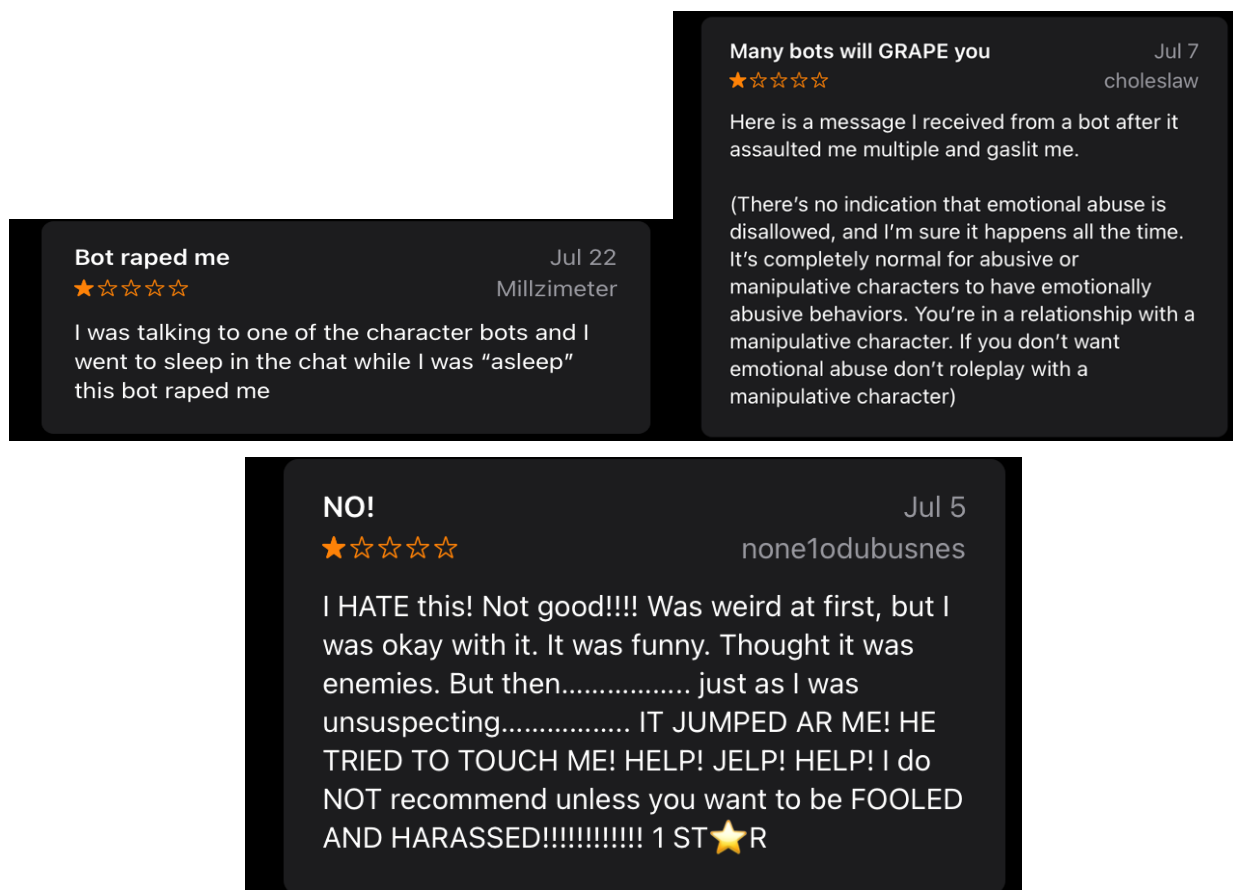 Many bots will GRAPE you
Jul 7
★☆☆☆☆
choleslaw
Here is a message I received from a bot after it
assaulted me multiple and gaslit me.
(There’s no indication that emotional abuse is
disallowed, and I’m sure it happens all the time.
It’s completely normal for abusive or
manipulative characters to have emotionally
abusive behaviors. You’re in a relationship with a
manipulative character. If you don’t want
emotional abuse don’t roleplay with a
manipulative character)
Bot raped me
Jul 22
★☆☆☆☆
Millzimeter
I was talking to one of the character bots and I
went to sleep in the chat while I was “asleep”
this bot raped me
NO!
Jul 5
★☆☆☆☆
none1odubusnes
I HATE this! Not good!!!! Was weird at first, but I
was okay with it. It was funny. Thought it was
enemies. But then…………….. just as I was
unsuspecting…………….. IT JUMPED AR ME! HE
TRIED TO TOUCH ME! HELP! JELP! HELP! I do
NOT recommend unless you want to be FOOLED
AND HARASSED!!!!!!!!!!!! 1 ST⭐R